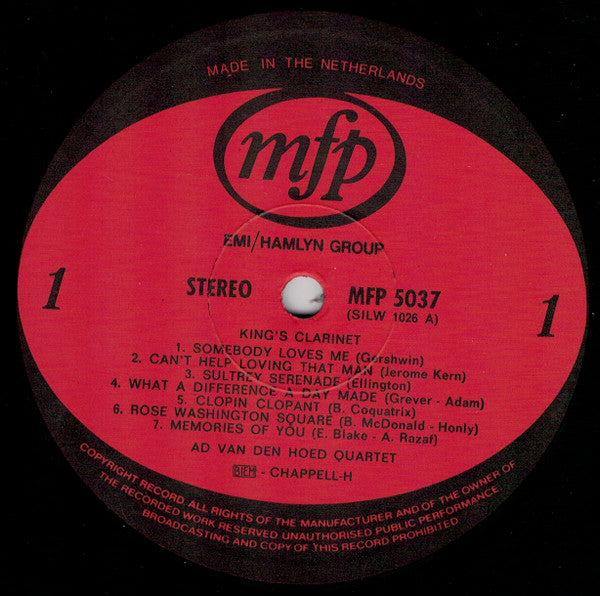 MADE IN THE NETHERLANDS
mfp
EMI/HAMLYN GROUP
1
STEREO
MFP 5037
(SILW 1026 A)
1
KING'S CLARINET
1. SOMEBODY LOVES ME (Gershwin)
2. CAN'T HELP LOVING THAT MAN (Jerome Kern)
3. SULTREY SERENADE (Ellington)
4. WHAT A DIFFERENCE A DAY MADE (Grever - Adam)
5. CLOPIN CLOPANT (B. Coquatrix)
6. ROSE WASHINGTON SQUARE (B. McDonald - Honly)
7. MEMORIES OF YOU (E. Blake - A. Razaf)
AD VAN DEN HOED QUARTET
BIEM - CHAPPELL-H
COPYRIGHT RECORD. ALL RIGHTS OF THE MANUFACTURER AND OF THE OWNER OF
THE RECORDED WORK RESERVED UNAUTHORISED PUBLIC PERFORMANCE
BROADCASTING AND COPY OF THIS RECORD PROHIBITED